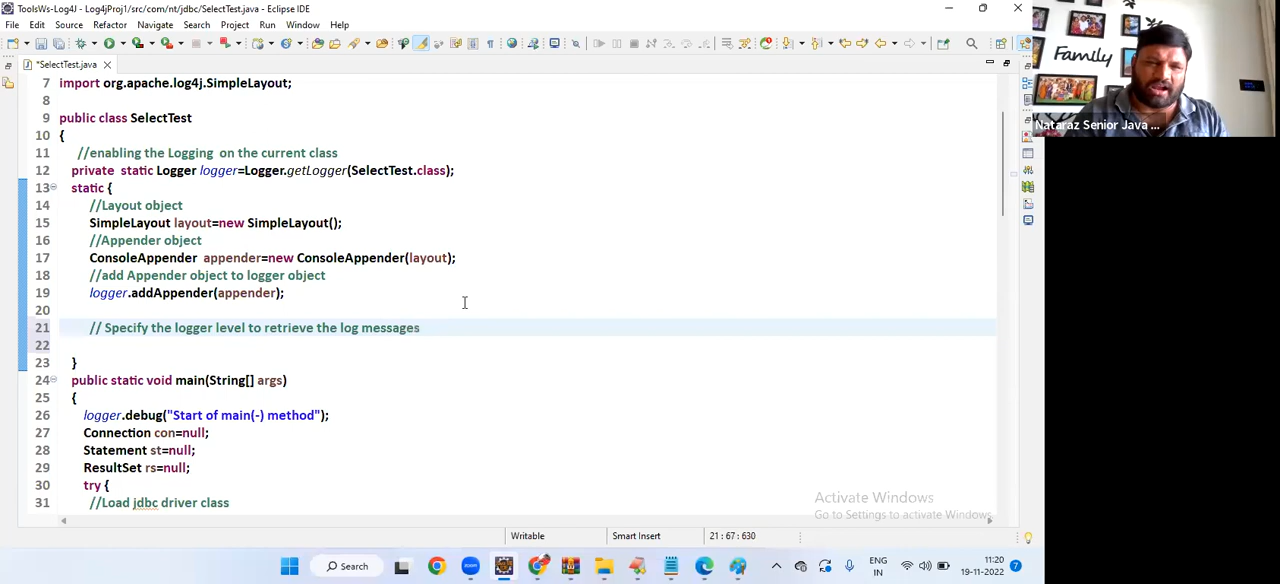 ToolsWs-Log4J - Log4jProj1/src/com/nt/jdbc/SelectTest.java - Eclipse IDE
File Edit Source Refactor Navigate Search Project Run Window Help
*SelectTest.java
7 import org.apache.log4j.SimpleLayout;
8
9 public class SelectTest
10 {
11 //enabling the Logging on the current class
12 private static Logger logger=Logger.getLogger(SelectTest.class);
13 static {
14 //Layout object
15 SimpleLayout layout=new SimpleLayout();
16 //Appender object
17 ConsoleAppender appender=new ConsoleAppender(layout);
18 //add Appender object to logger object
19 logger.addAppender(appender);
20
21 // Specify the logger level to retrieve the log messages
22
23 }
24 public static void main(String[] args)
25 {
26 logger.debug("Start of main(-) method");
27 Connection con=null;
28 Statement st=null;
29 ResultSet rs=null;
30 try {
31 //Load jdbc driver class
Family
Nataraz Senior Java ...
Activate Windows
Go to Settings to activate Windows.
Writable Smart Insert 21 : 67 : 630
Search
ENG
IN
11:20
19-11-2022
7